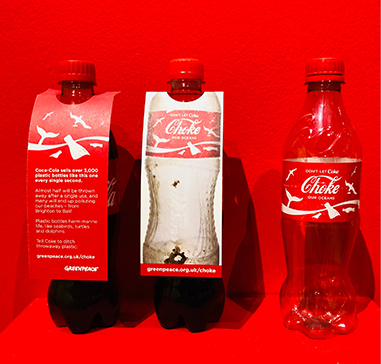 Coca-Cola sells over 3,000
plastic bottles like this one
every single second.
Almost half will be thrown
away after a single use, and
many will end up polluting
our beaches – from
Brighton to Bali!
Plastic bottles harm marine
life, like seabirds, turtles
and dolphins.
Tell Coke to ditch
throwaway plastic.
greenpeace.org.uk/choke
GREENPEACE
DON'T LET Coke
Choke
OUR OCEANS
greenpeace.org.uk/choke
DON'T LET Coke
Choke
OUR OCEANS